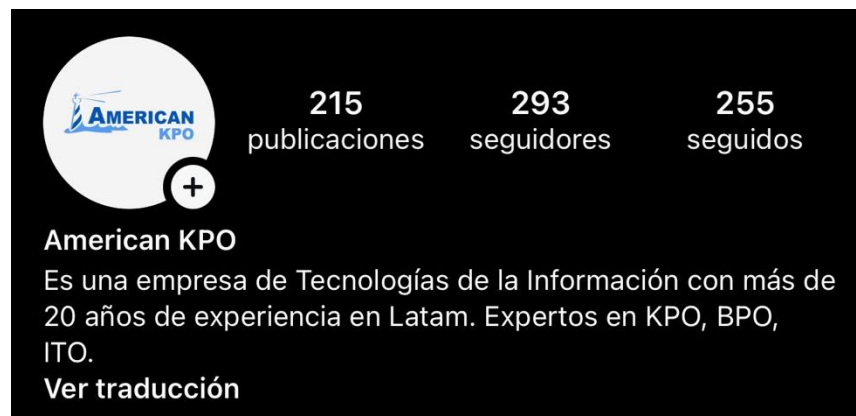 AMERICAN
KPO
215
publicaciones
293
seguidores
255
seguidos
American KPO
Es una empresa de Tecnologías de la Información con más de
20 años de experiencia en Latam. Expertos en KPO, BPO,
ITO.
Ver traducción